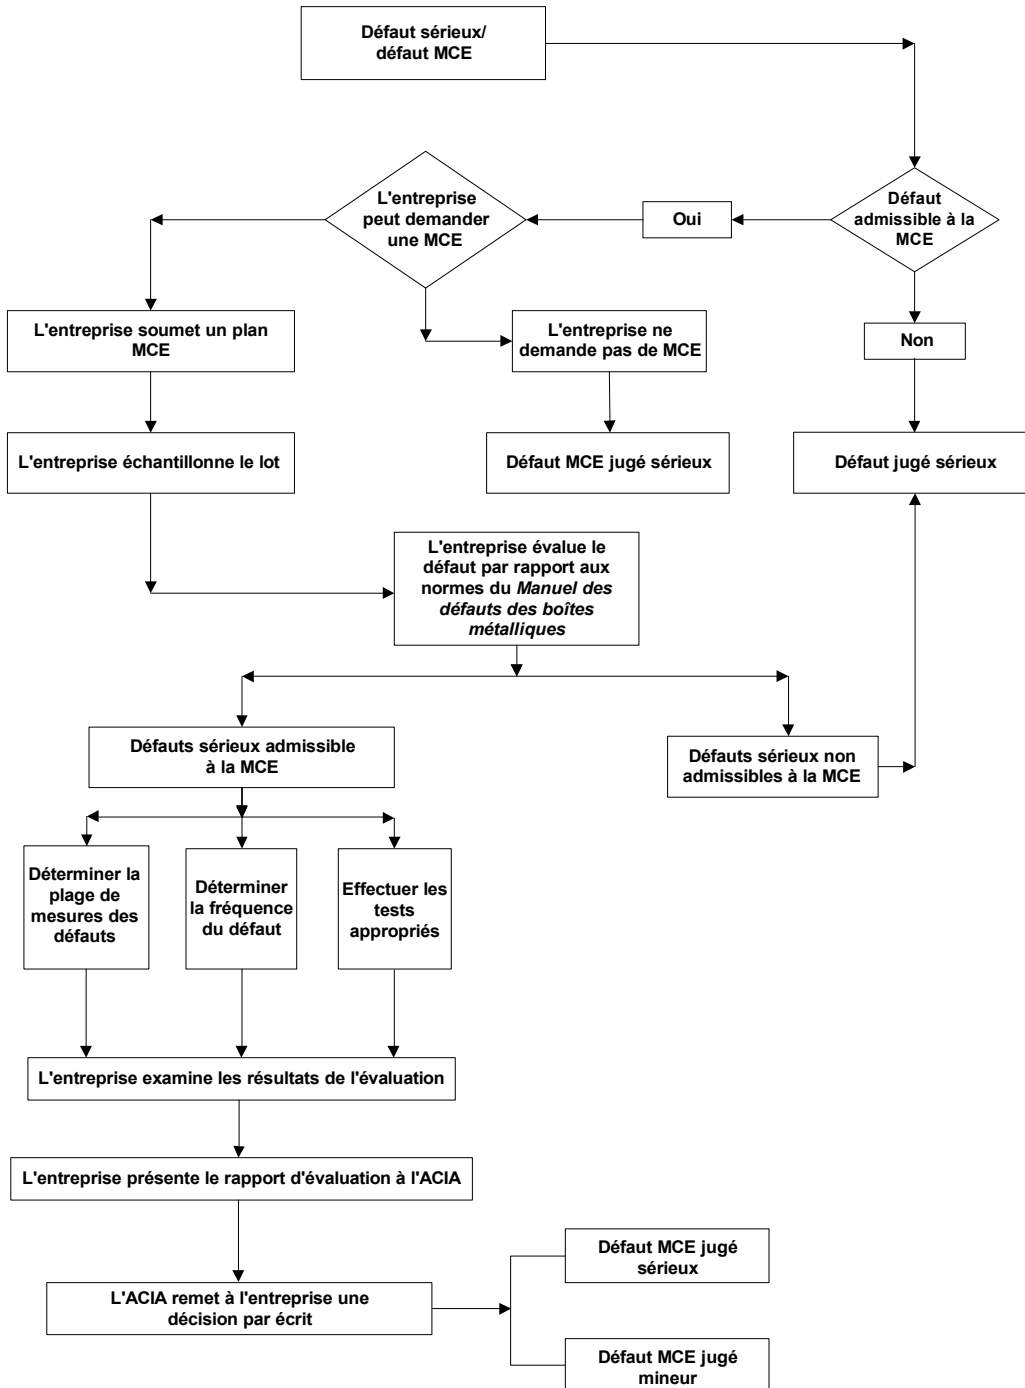 Défaut sérieux/
défaut MCE
L'entreprise
peut demander
une MCE
Oui
Défaut
admissible à la
MCE
L'entreprise soumet un plan
MCE
L'entreprise ne
demande pas de MCE
Non
L'entreprise échantillonne le lot
Défaut MCE jugé sérieux
Défaut jugé sérieux
L'entreprise évalue le
défaut par rapport aux
normes du Manuel des
défauts des boîtes
métalliques
Défauts sérieux admissible
à la MCE
Défauts sérieux non
admissibles à la MCE
Déterminer la
plage de
mesures des
défauts
Déterminer
la fréquence
du défaut
Effectuer les
tests
appropriés
L'entreprise examine les résultats de l'évaluation
L'entreprise présente le rapport d'évaluation à l'ACIA
L'ACIA remet à l'entreprise une
décision par écrit
Défaut MCE jugé
sérieux
Défaut MCE jugé
mineur